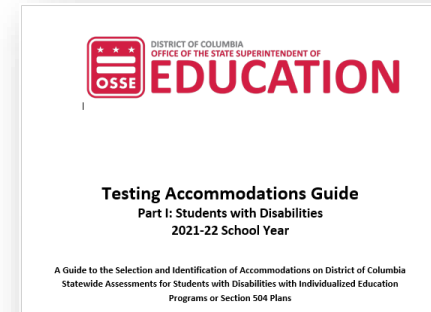 DISTRICT OF COLUMBIA
OFFICE OF THE STATE SUPERINTENDENT OF
OSSE
EDUCATION
Testing Accommodations Guide
Part I: Students with Disabilities
2021-22 School Year
A Guide to the Selection and Identification of Accommodations on District of Columbia
Statewide Assessments for Students with Disabilities with Individualized Education
Programs or Section 504 Plans